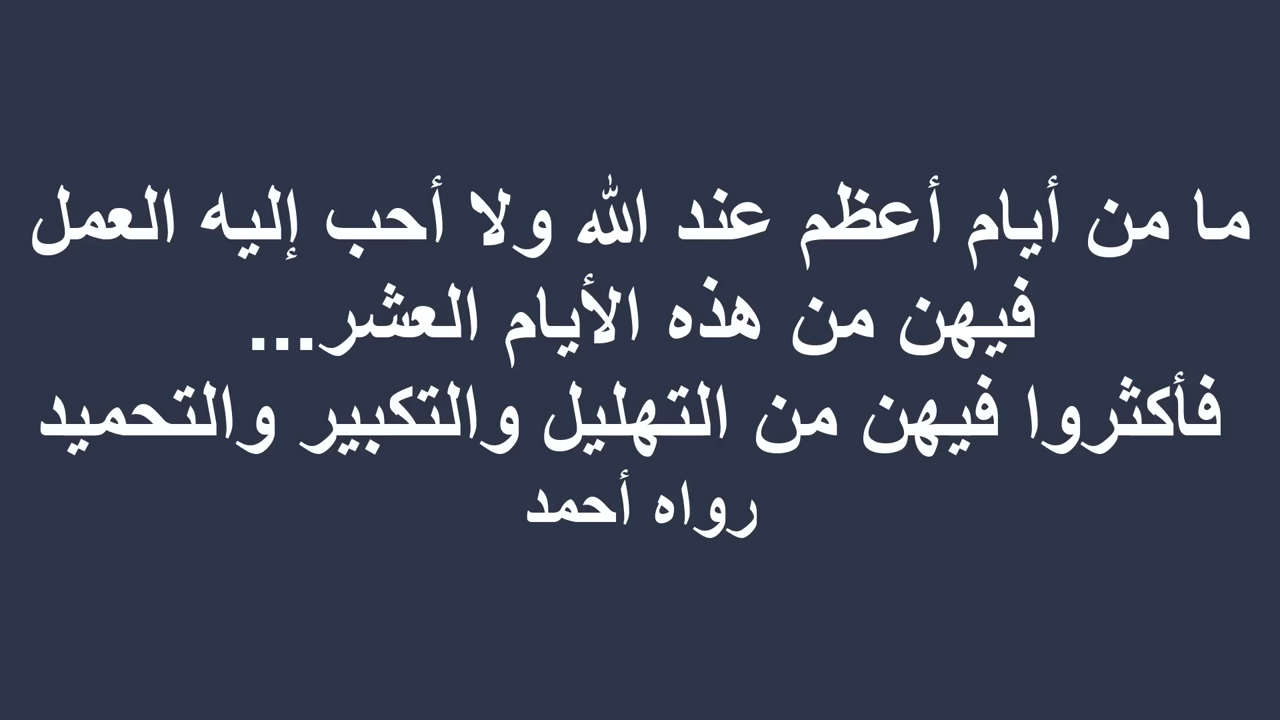 ما من أيام أعظم عند الله ولا أحب إليه العمل
فيهن من هذه الأيام العشر...
فأكثروا فيهن من التهليل والتكبير والتحميد
رواه أحمد